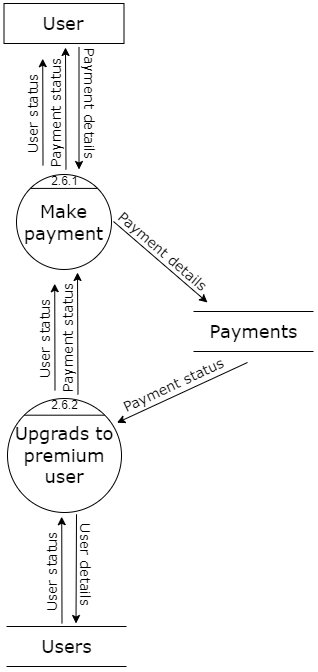 User
User status
Payment status
Payment details
2.6.1
Make
payment
Payment details
Payments
User status
Payment status
Payment status
2.6.2
Upgrads to
premium
user
User status
User details
Users